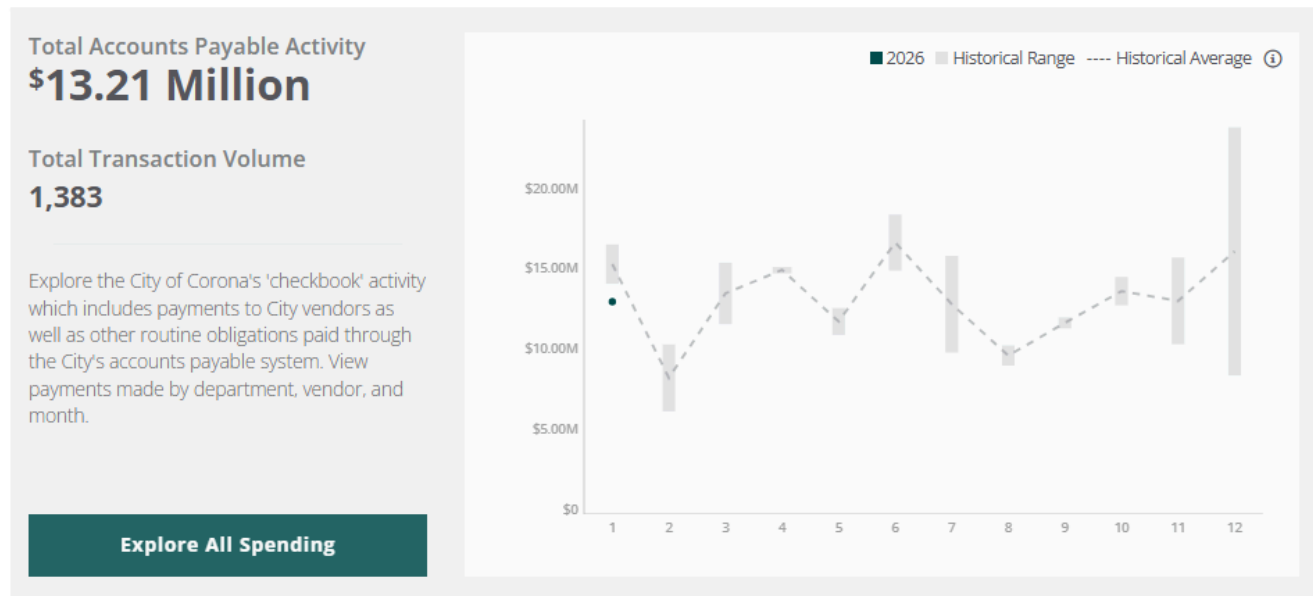 Total Accounts Payable Activity
$13.21 Million
Total Transaction Volume
1,383
Explore the City of Corona's 'checkbook' activity
which includes payments to City vendors as
well as other routine obligations paid through
the City's accounts payable system. View
payments made by department, vendor, and
month.
Explore All Spending
2026 Historical Range ---- Historical Average i
$20.00M
$15.00M
$10.00M
$5.00M
$0
1 2 3 4 5 6 7 8 9 10 11 12